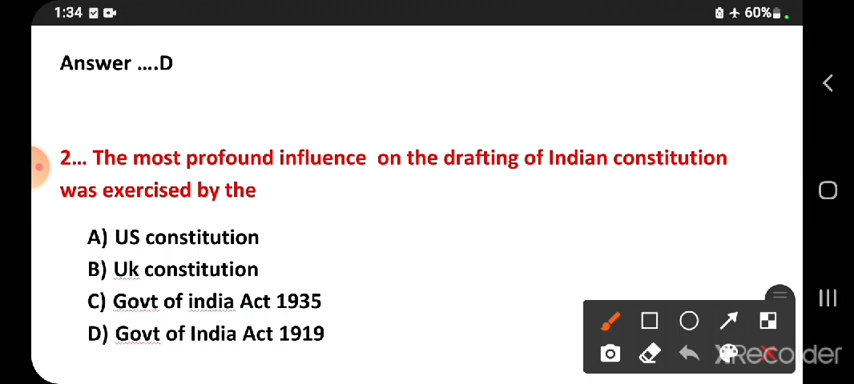 1:34
60%
Answer ....D
2... The most profound influence on the drafting of Indian constitution
was exercised by the
A) US constitution
B) Uk constitution
C) Govt of india Act 1935
D) Govt of India Act 1919
XRecorder